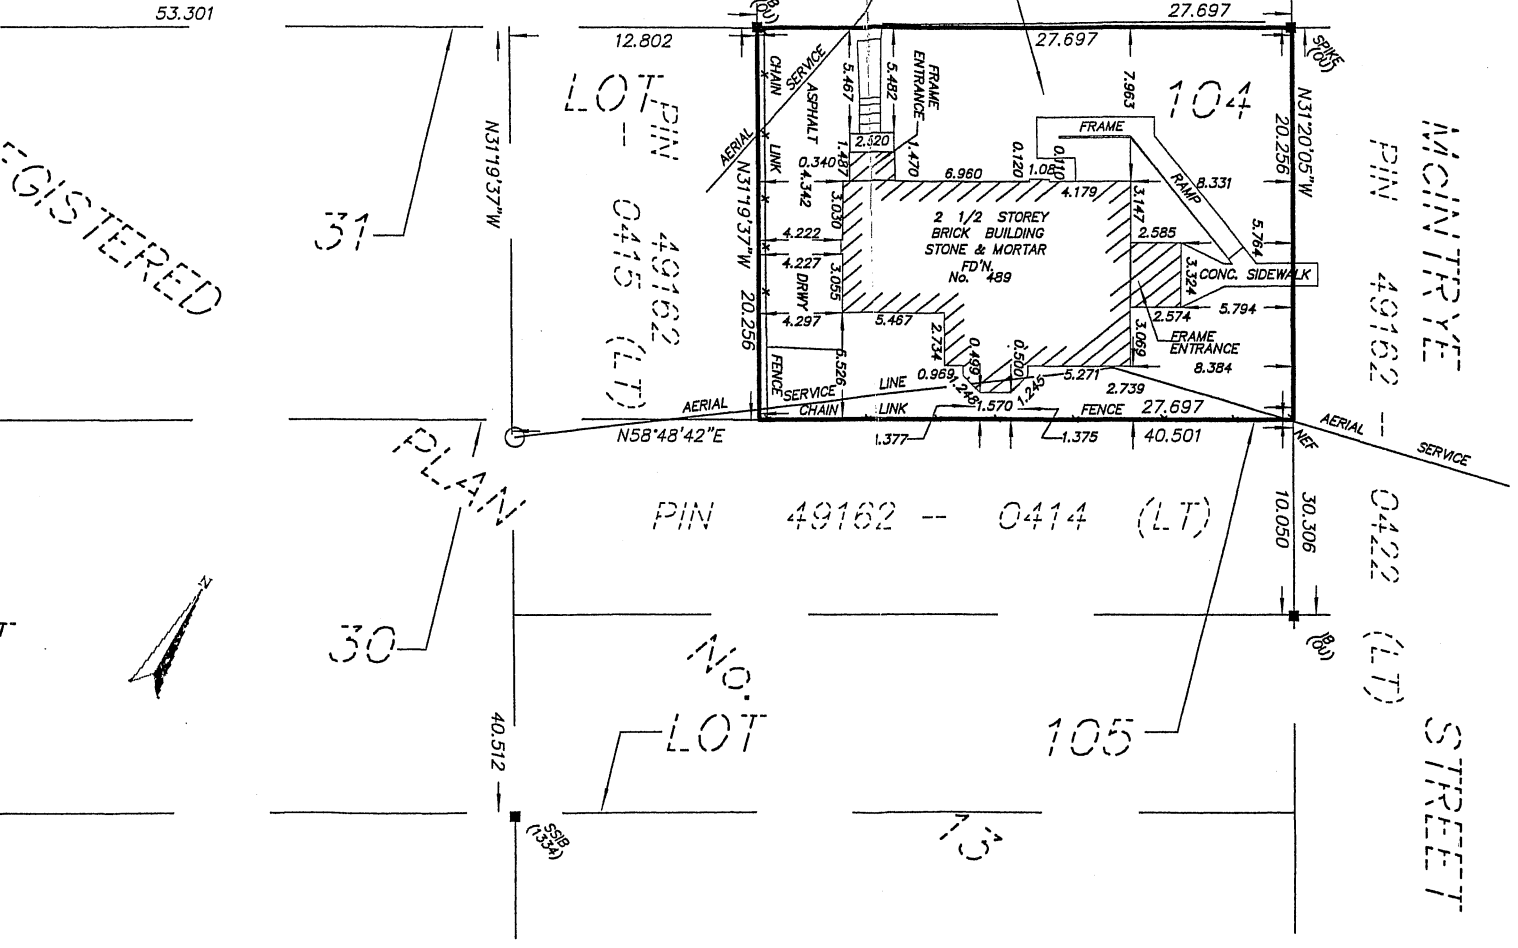 53.301
27.697
12.802
27.697
(OU)
SPIKE
(OU)
LOT
104
CHAIN
LINK
FENCE
AERIAL SERVICE
ASPHALT
DRWY
5.467
5.482
FRAME
ENTRANCE
7.963
FRAME
RAMP
N31°19'37"W
N31°19'37"W
20.256
N31°20'05"W
20.256
MCINTRYE
STREET
PIN 49162 -- 0422 (LT)
PIN 49162
-- 0415 (LT)
2.320
0.340
1.487
1.470
4.342
6.960
0.120
0.110
4.179
8.331
3.030
3.147
2.585
5.764
4.222
4.227
3.055
4.297
2 1/2 STOREY
BRICK BUILDING
STONE & MORTAR
FD'N.
No. 489
3.324
CONC. SIDEWALK
2.574
5.794
FRAME
ENTRANCE
5.467
2.734
3.069
8.384
0.969
0.499
0.500
1.248
1.245
5.271
2.739
AERIAL SERVICE LINE
CHAIN LINK FENCE
1.570
27.697
1.375
40.501
N58°48'42"E
NEF
AERIAL SERVICE
EGISTERED
PLAN
No.
13
31
30
N
PIN 49162 -- 0414 (LT)
10.050
30.306
IB
(OU)
LOT
105
40.512
SSIB
(1334)